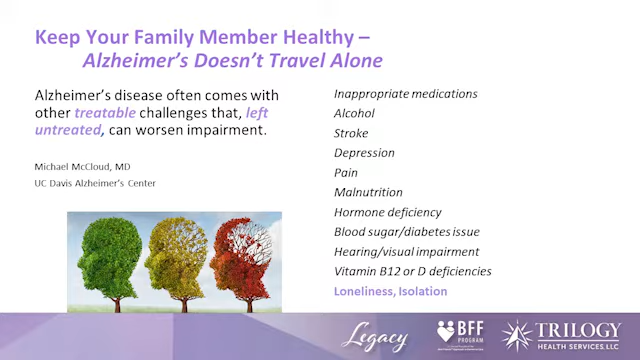 Keep Your Family Member Healthy –
Alzheimer's Doesn't Travel Alone
Alzheimer's disease often comes with
other treatable challenges that, left
untreated, can worsen impairment.
Michael McCloud, MD
UC Davis Alzheimer's Center
Inappropriate medications
Alcohol
Stroke
Depression
Pain
Malnutrition
Hormone deficiency
Blood sugar/diabetes issue
Hearing/visual impairment
Vitamin B12 or D deficiencies
Loneliness, Isolation
Legacy
BFF
PROGRAM
TRILOGY
HEALTH SERVICES, LLC